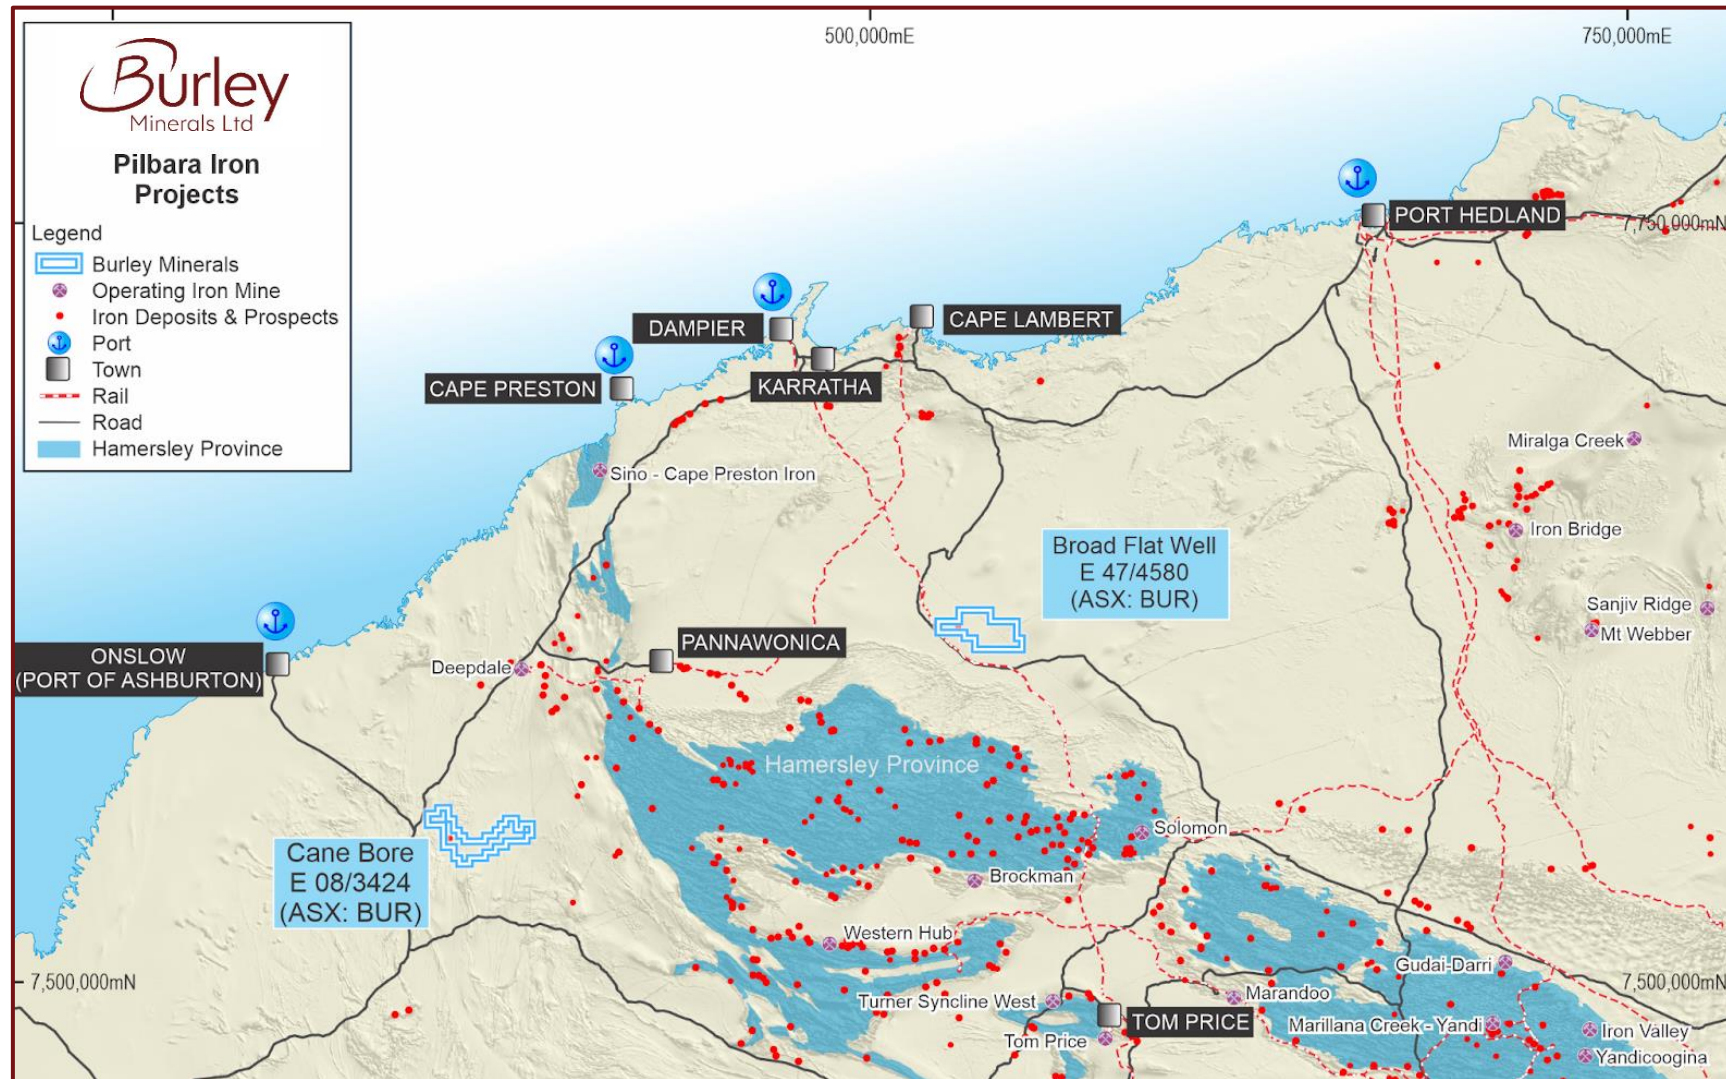 500,000mE
750,000mE
Burley
Minerals Ltd
Pilbara Iron
Projects
Legend
Burley Minerals
Operating Iron Mine
Iron Deposits & Prospects
Port
Town
Rail
Road
Hamersley Province
PORT HEDLAND
7,750,000mN
DAMPIER
CAPE LAMBERT
CAPE PRESTON
KARRATHA
Miralga Creek
Sino - Cape Preston Iron
Iron Bridge
Broad Flat Well
E 47/4580
(ASX: BUR)
Sanjiv Ridge
Mt Webber
ONSLOW
(PORT OF ASHBURTON)
Deepdale
PANNAWONICA
Hamersley Province
Solomon
Cane Bore
E 08/3424
(ASX: BUR)
Brockman
Western Hub
Gudai-Darri
7,500,000mN
7,500,000mN
Turner Syncline West
Marandoo
TOM PRICE
Marillana Creek - Yandi
Iron Valley
Tom Price
Yandicoogina